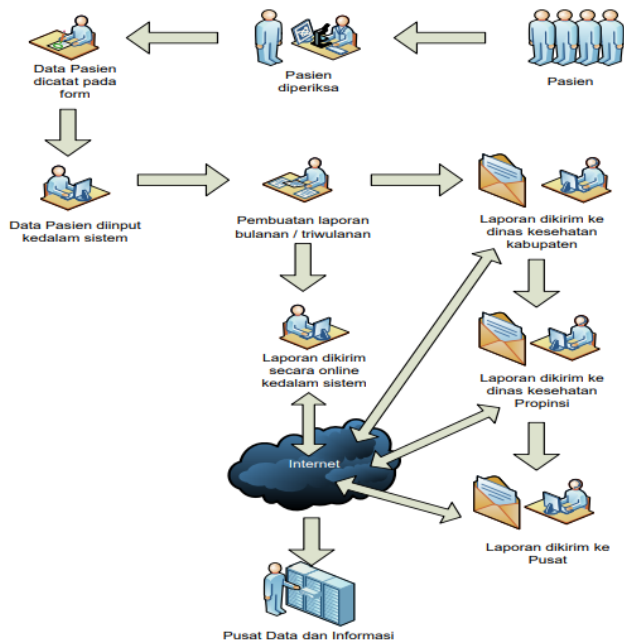 Data Pasien
dicatat pada
form
Pasien
diperiksa
Pasien
Data Pasien diinput
kedalam sistem
Pembuatan laporan
bulanan / triwulanan
Laporan dikirim ke
dinas kesehatan
kabupaten
Laporan dikirim
secara online
kedalam sistem
Laporan dikirim ke
dinas kesehatan
Propinsi
Internet
Laporan dikirim ke
Pusat
Pusat Data dan Informasi